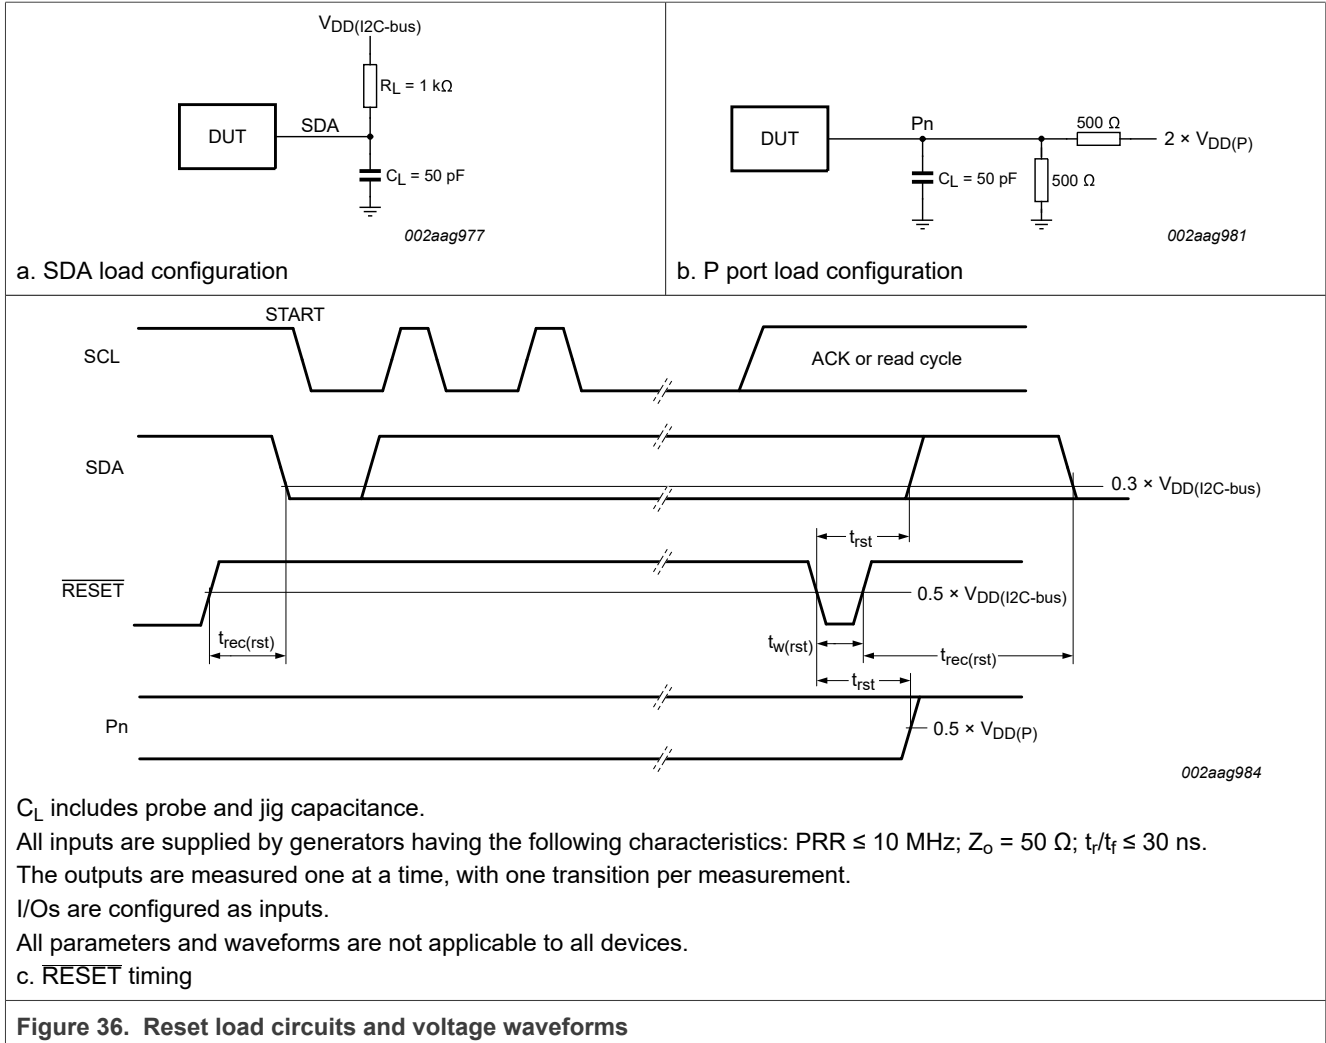 VDD(I2C-bus)
RL = 1 kΩ
DUT
SDA
CL = 50 pF
002aag977
a. SDA load configuration
DUT
Pn
500 Ω
2 × VDD(P)
CL = 50 pF
500 Ω
002aag981
b. P port load configuration
START
SCL
ACK or read cycle
SDA
0.3 × VDD(I2C-bus)
trst
RESET
0.5 × VDD(I2C-bus)
trec(rst)
tw(rst)
trec(rst)
trst
Pn
0.5 × VDD(P)
002aag984
CL includes probe and jig capacitance.
All inputs are supplied by generators having the following characteristics: PRR ≤ 10 MHz; Zo = 50 Ω; tr/tf ≤ 30 ns.
The outputs are measured one at a time, with one transition per measurement.
I/Os are configured as inputs.
All parameters and waveforms are not applicable to all devices.
c. RESET timing
Figure 36. Reset load circuits and voltage waveforms